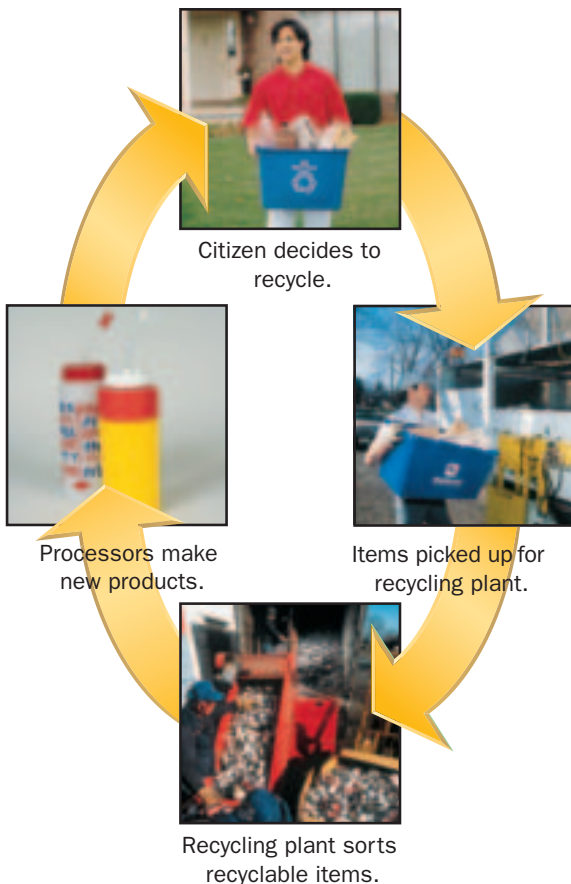 Citizen decides to
recycle.
Items picked up for
recycling plant.
Recycling plant sorts
recyclable items.
Processors make
new products.